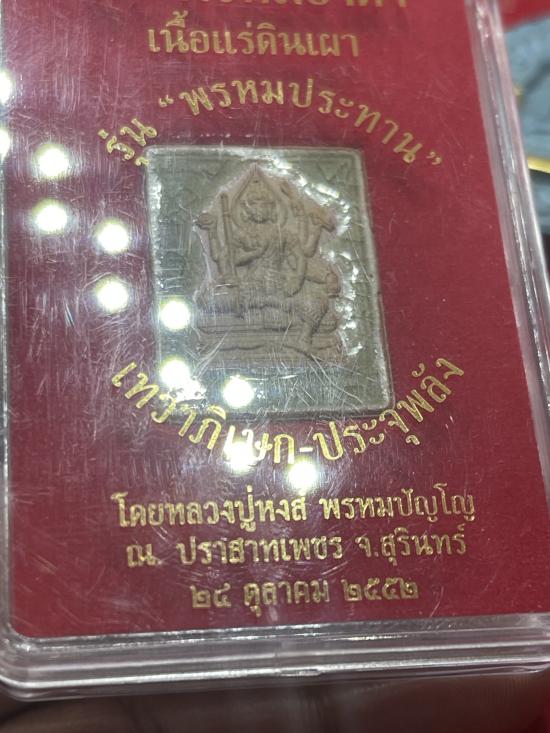 เนื้อแร่ดินเผา
รุ่น “พรหมประทาน”
เทวาภิเษก-ประจุพลัง
โดยหลวงปู่หงส์ พรหมปัญโญ
ณ. ปราสาทเพชร จ.สุรินทร์
๒๔ ตุลาคม ๒๕๕๒